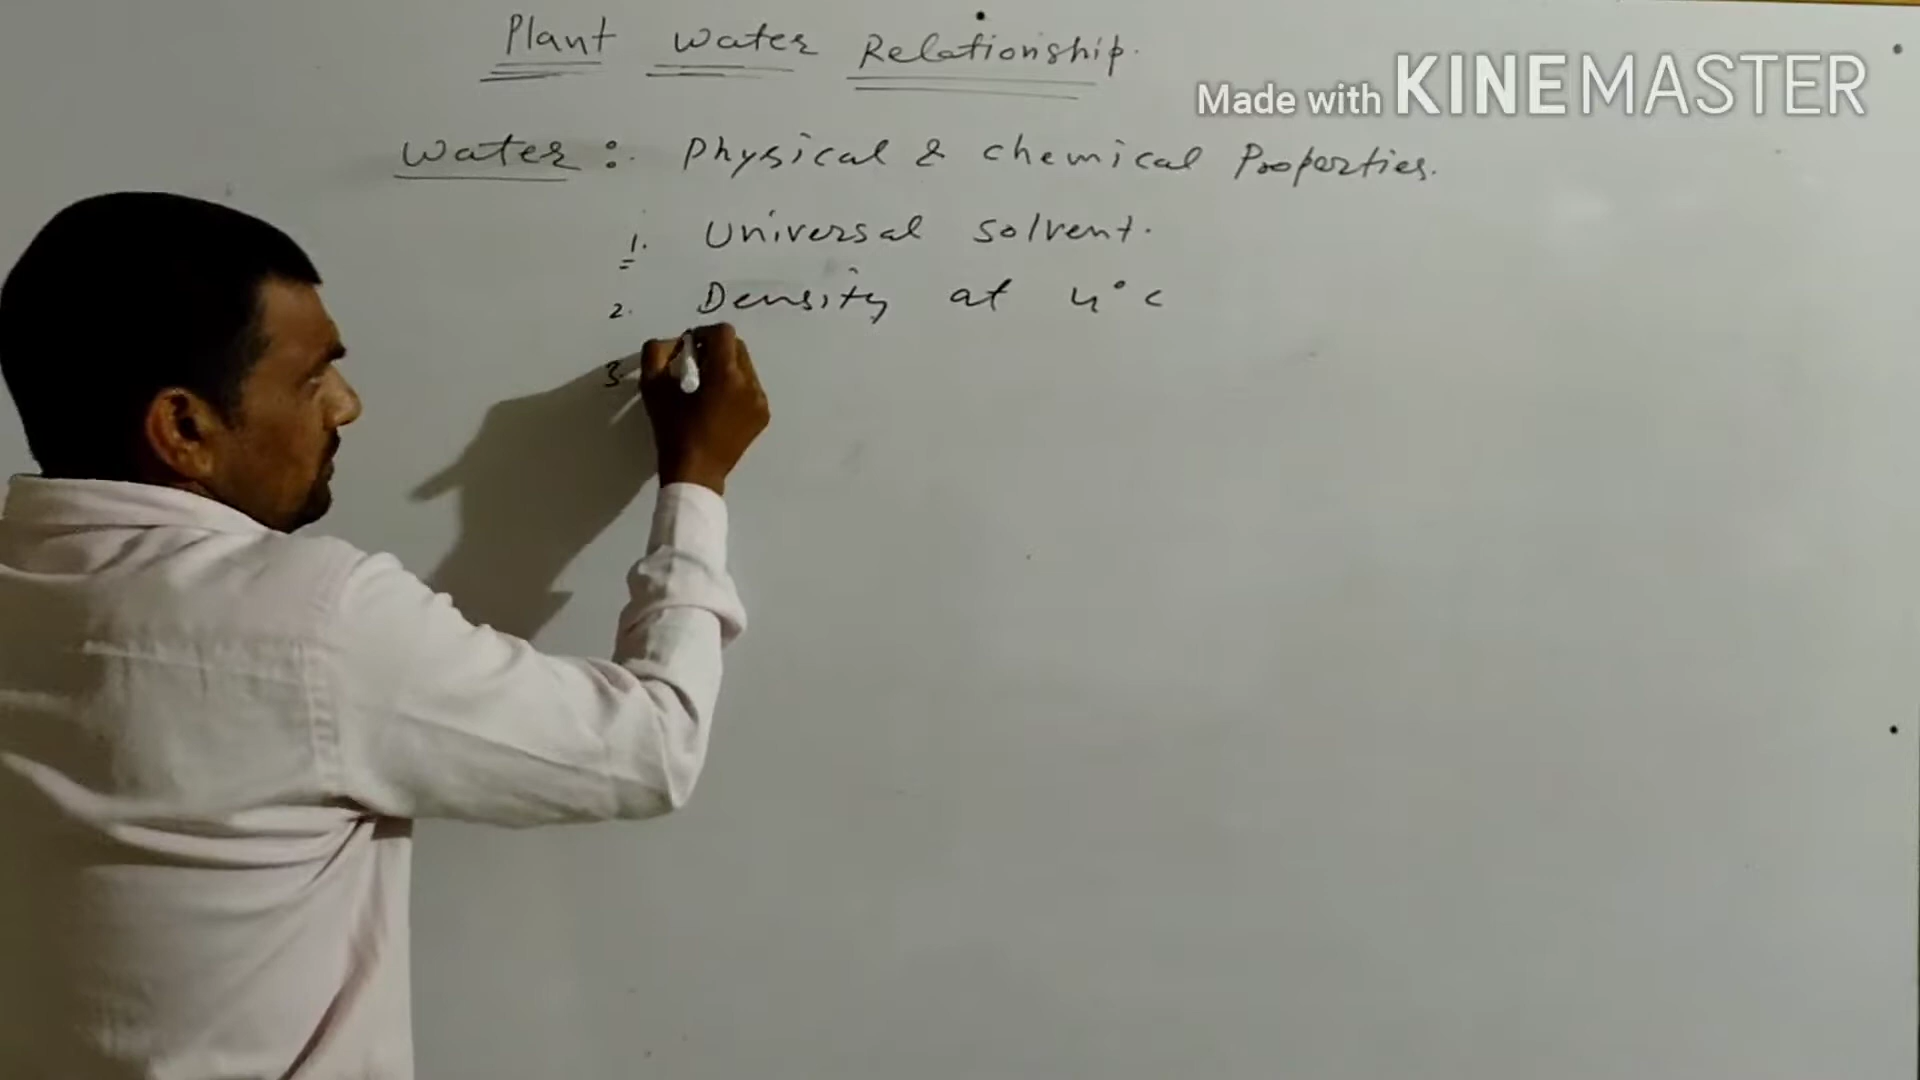 Plant Water Relationship.
Made with KINEMASTER
Water :. Physical & chemical Properties.
1. Universal solvent.
2. Density at 4°c
3.